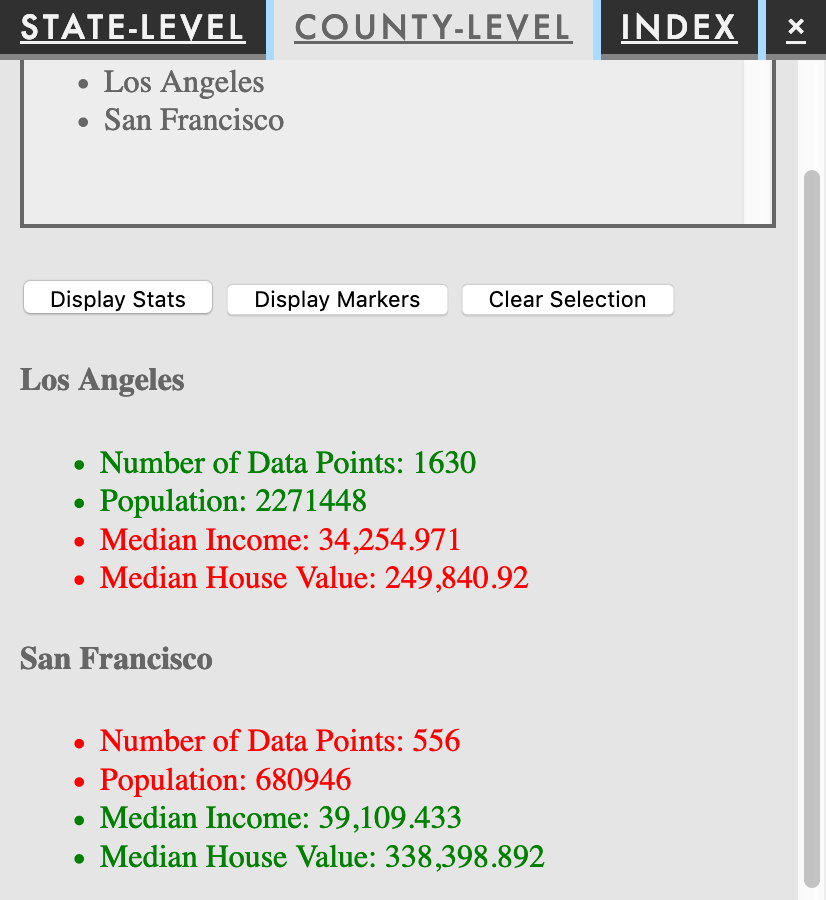 STATE-LEVEL COUNTY-LEVEL INDEX ×
• Los Angeles
• San Francisco
Display Stats Display Markers Clear Selection
Los Angeles
• Number of Data Points: 1630
• Population: 2271448
• Median Income: 34,254.971
• Median House Value: 249,840.92
San Francisco
• Number of Data Points: 556
• Population: 680946
• Median Income: 39,109.433
• Median House Value: 338,398.892